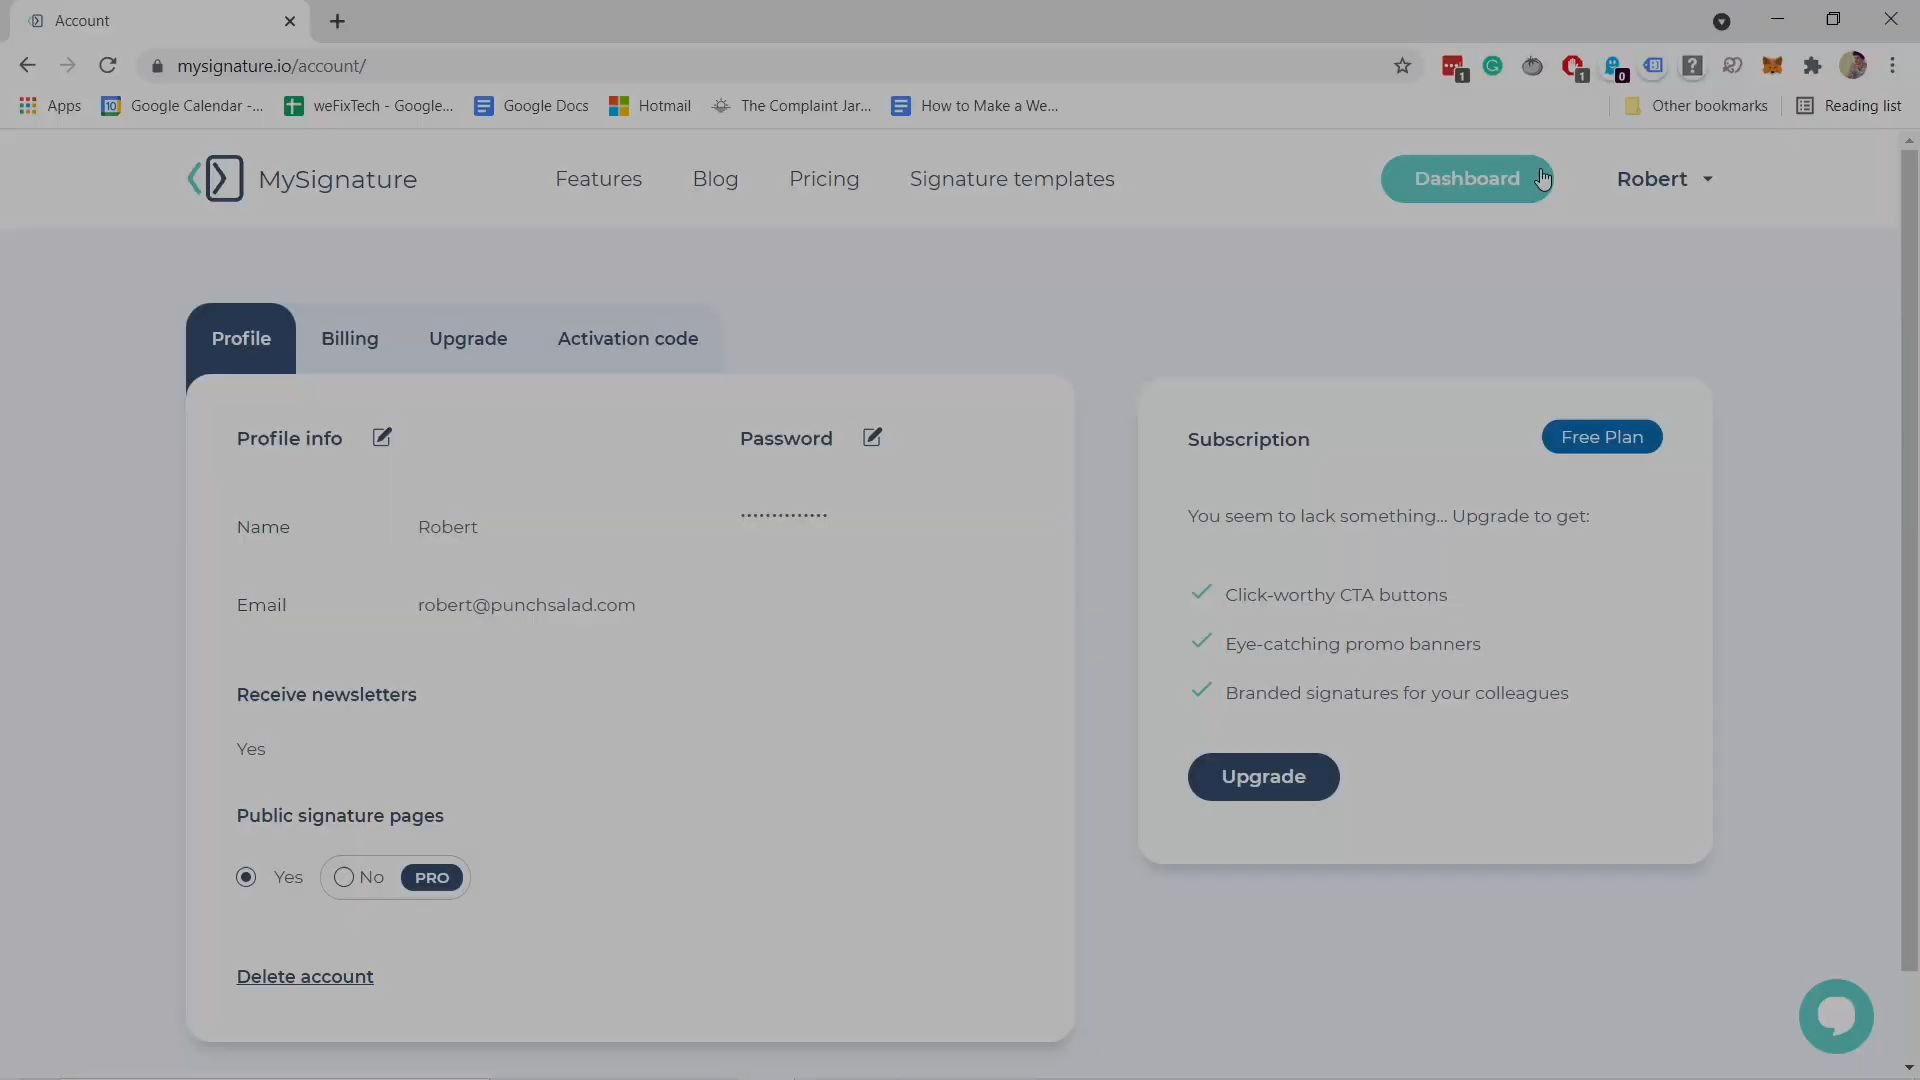 Account
mysignature.io/account/
1
1
0
Apps
10
Google Calendar -...
weFixTech - Google...
Google Docs
Hotmail
The Complaint Jar...
How to Make a We...
Other bookmarks
Reading list
MySignature
Features
Blog
Pricing
Signature templates
Dashboard
Robert
Profile
Billing
Upgrade
Activation code
Profile info
Password
Name
Robert
Email
robert@punchsalad.com
Receive newsletters
Yes
Public signature pages
Yes
No
PRO
Delete account
Subscription
Free Plan
You seem to lack something... Upgrade to get:
Click-worthy CTA buttons
Eye-catching promo banners
Branded signatures for your colleagues
Upgrade